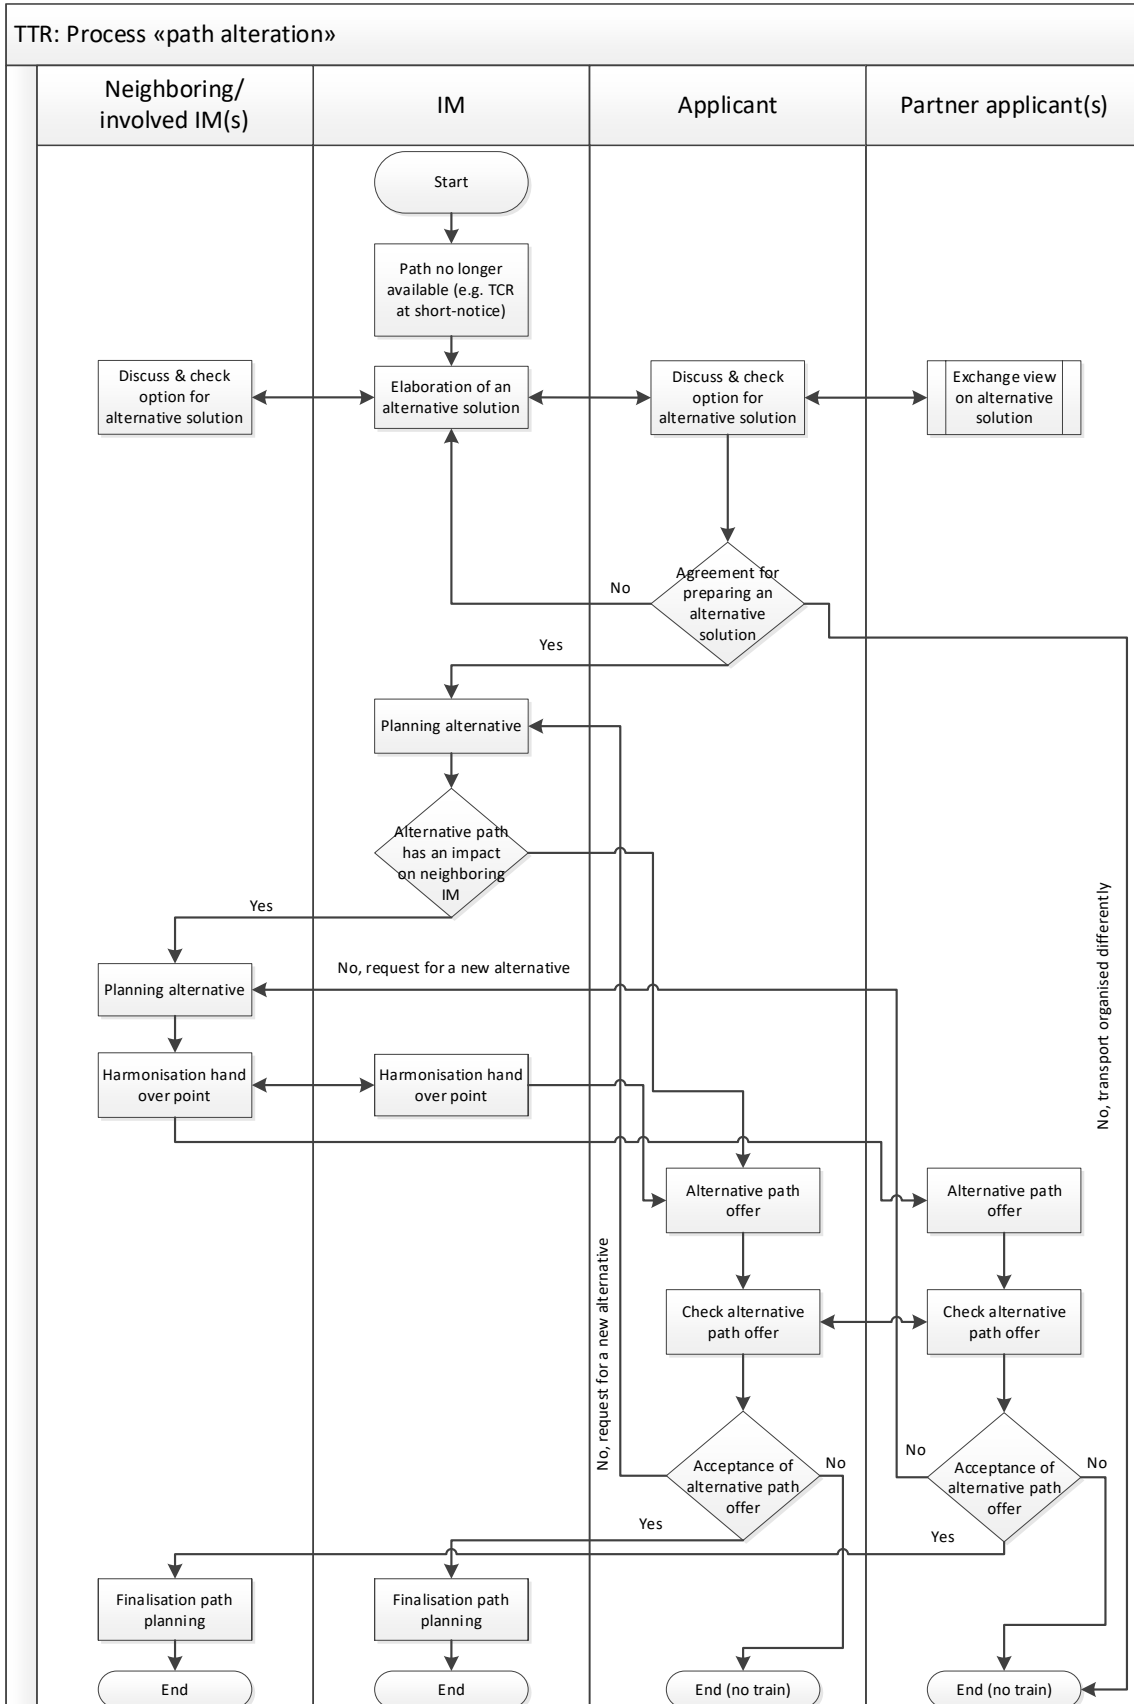 TTR: Process «path alteration»
Neighboring/
involved IM(s)
IM
Applicant
Partner applicant(s)
Start
Path no longer
available (e.g. TCR
at short-notice)
Discuss & check
option for
alternative solution
Elaboration of an
alternative solution
Discuss & check
option for
alternative solution
Exchange view
on alternative
solution
Agreement for
preparing an
alternative
solution
No
Yes
Planning alternative
Alternative path
has an impact
on neighboring
IM
Yes
No, transport organised differently
No, request for a new alternative
Planning alternative
Harmonisation hand
over point
Harmonisation hand
over point
Alternative path
offer
Alternative path
offer
No, request for a new alternative
Check alternative
path offer
Check alternative
path offer
Acceptance of
alternative path
offer
No
No
Acceptance of
alternative path
offer
No
Yes
Yes
Finalisation path
planning
Finalisation path
planning
End
End
End (no train)
End (no train)